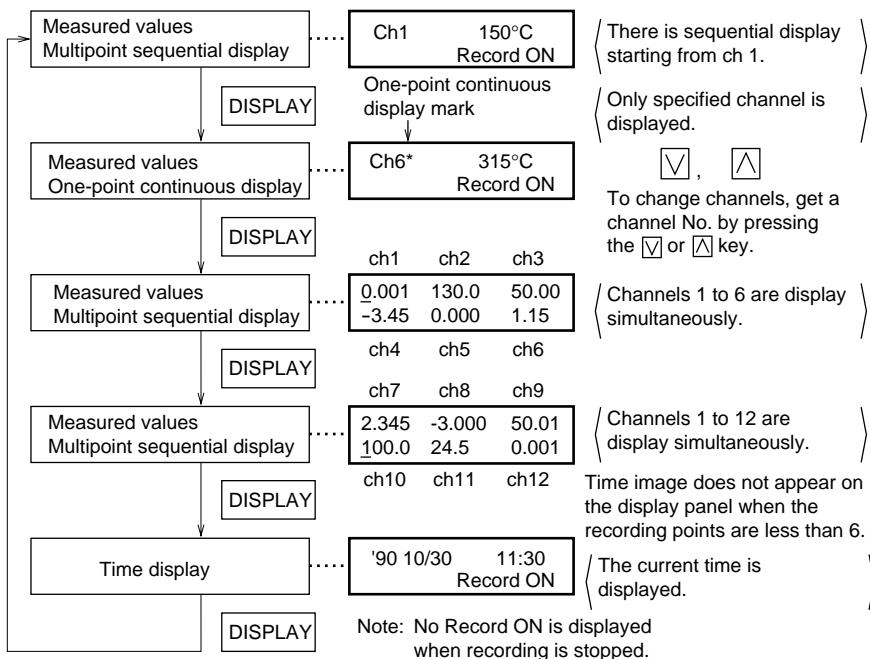 Measured values
Multipoint sequential display
Ch1 150°C
Record ON
There is sequential display
starting from ch 1.
DISPLAY
One-point continuous
display mark
Only specified channel is
displayed.
Measured values
One-point continuous display
Ch6* 315°C
Record ON
To change channels, get a
channel No. by pressing
the or key.
DISPLAY
ch1 ch2 ch3
Measured values
Multipoint sequential display
0.001 130.0 50.00
-3.45 0.000 1.15
Channels 1 to 6 are display
simultaneously.
ch4 ch5 ch6
DISPLAY
ch7 ch8 ch9
Measured values
Multipoint sequential display
2.345 -3.000 50.01
100.0 24.5 0.001
Channels 1 to 12 are
display simultaneously.
ch10 ch11 ch12
DISPLAY
Time image does not appear on
the display panel when the
recording points are less than 6.
Time display
'90 10/30 11:30
Record ON
The current time is
displayed.
DISPLAY
Note: No Record ON is displayed
when recording is stopped.